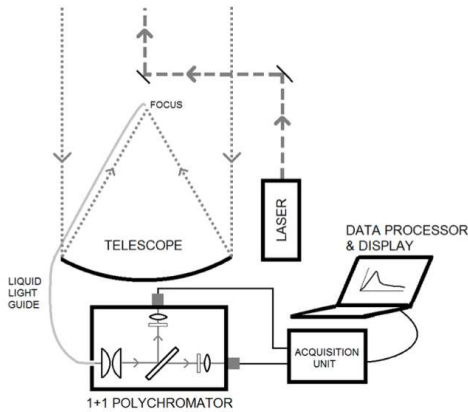 FOCUS
LASER
TELESCOPE
DATA PROCESSOR
& DISPLAY
LIQUID
LIGHT
GUIDE
ACQUISITION
UNIT
1+1 POLYCHROMATOR